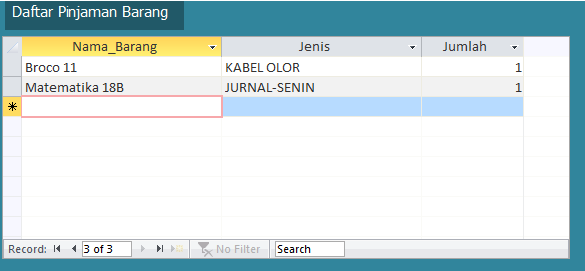 Daftar Pinjaman Barang
Nama_Barang Jenis Jumlah
Broco 11 KABEL OLOR 1
Matematika 18B JURNAL-SENIN 1
Record: 3 of 3 No Filter Search